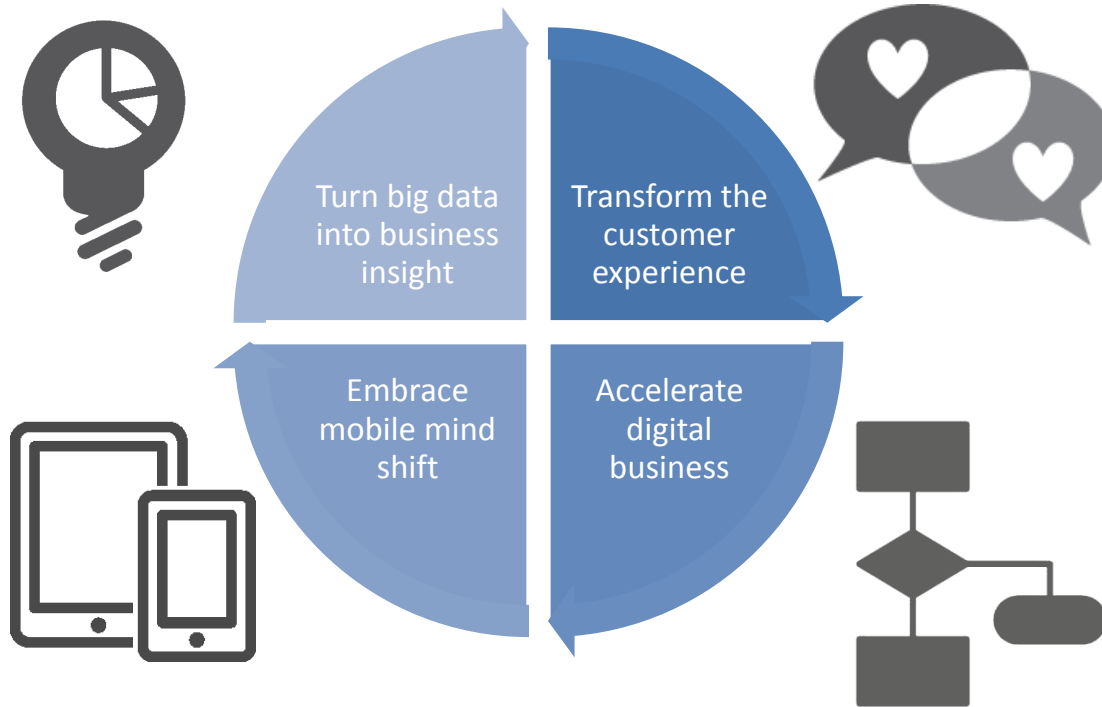 Turn big data
into business
insight
Transform the
customer
experience
Embrace
mobile mind
shift
Accelerate
digital
business